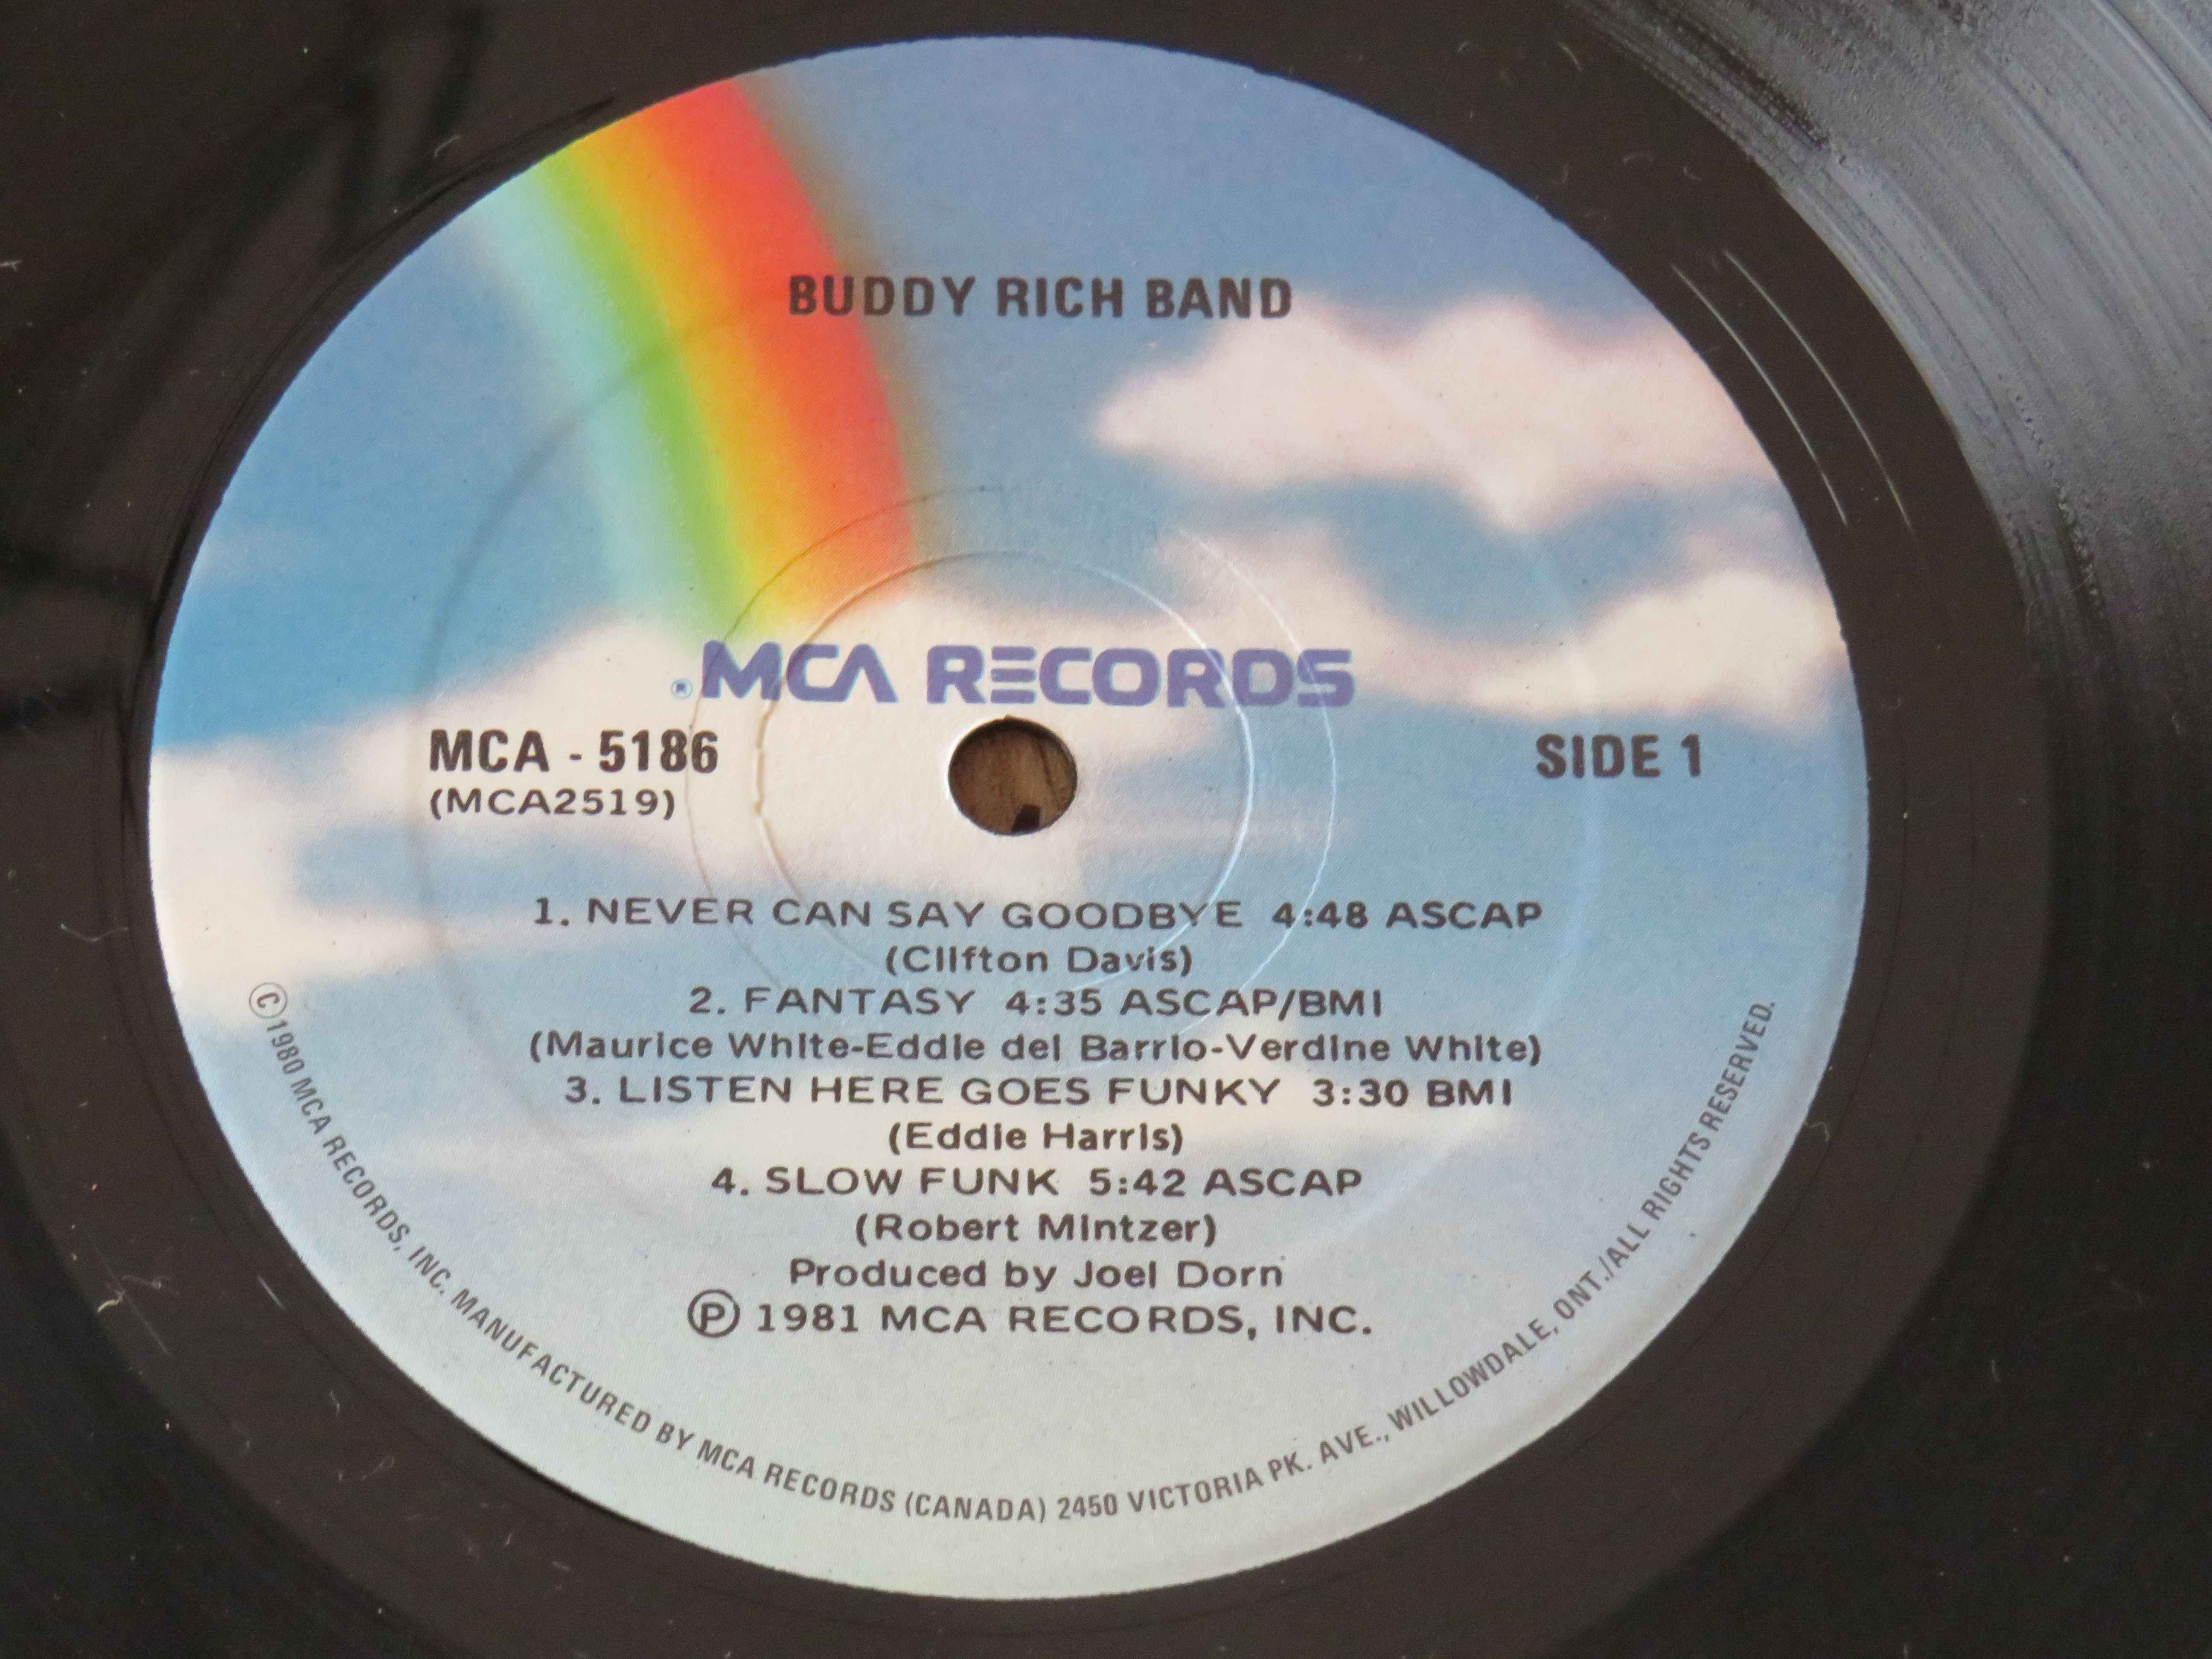 BUDDY RICH BAND
® MCA RECORDS
MCA - 5186
(MCA2519)
SIDE 1
1. NEVER CAN SAY GOODBYE 4:48 ASCAP
(Clifton Davis)
2. FANTASY 4:35 ASCAP/BMI
(Maurice White-Eddie del Barrio-Verdine White)
3. LISTEN HERE GOES FUNKY 3:30 BMI
(Eddie Harris)
4. SLOW FUNK 5:42 ASCAP
(Robert Mintzer)
Produced by Joel Dorn
Ⓟ 1981 MCA RECORDS, INC.
©1980 MCA RECORDS, INC. MANUFACTURED BY MCA RECORDS (CANADA) 2450 VICTORIA PK. AVE., WILLOWDALE, ONT./ALL RIGHTS RESERVED.